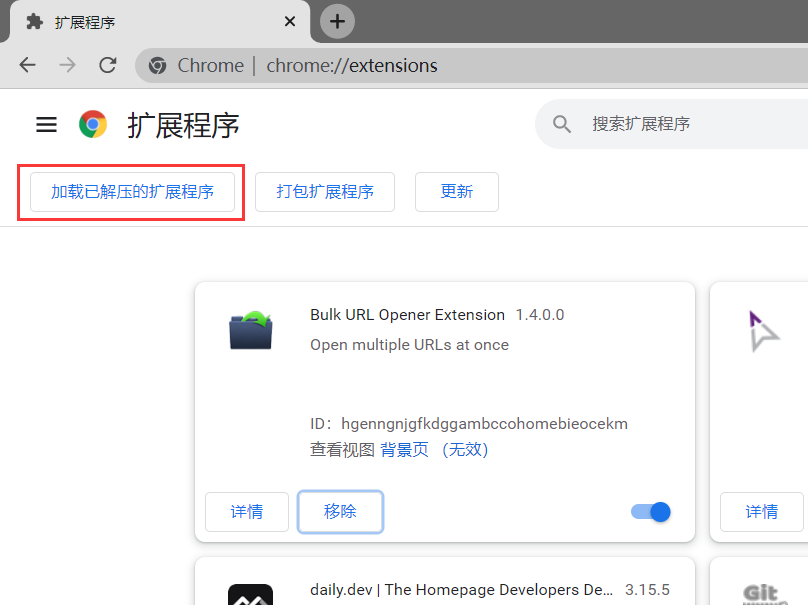 扩展程序
Chrome | chrome://extensions
扩展程序
搜索扩展程序
加载已解压的扩展程序 打包扩展程序 更新
Bulk URL Opener Extension 1.4.0.0
Open multiple URLs at once
ID：hgenngnjgfkdggambccohomebieocekm
查看视图 背景页 （无效）
详情 移除 详情
daily.dev | The Homepage Developers De... 3.15.5
Git